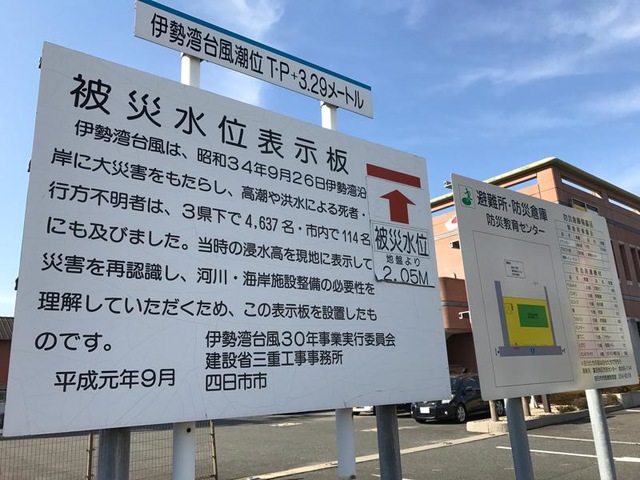 伊勢湾台風潮位T・P+3.29メートル
被災水位表示板
伊勢湾台風は、昭和34年9月26日伊勢湾沿
岸に大災害をもたらし、高潮や洪水による死者・
行方不明者は、3県下で4,637名・市内で114名
にも及びました。当時の浸水高を現地に表示して
災害を再認識し、河川・海岸施設整備の必要性を
理解していただくため、この表示板を設置したも
のです。
伊勢湾台風30年事業実行委員会
建設省三重工事事務所
平成元年9月 四日市市
被災水位
地盤より
2.05M
避難所・防災倉庫
防災教育センター